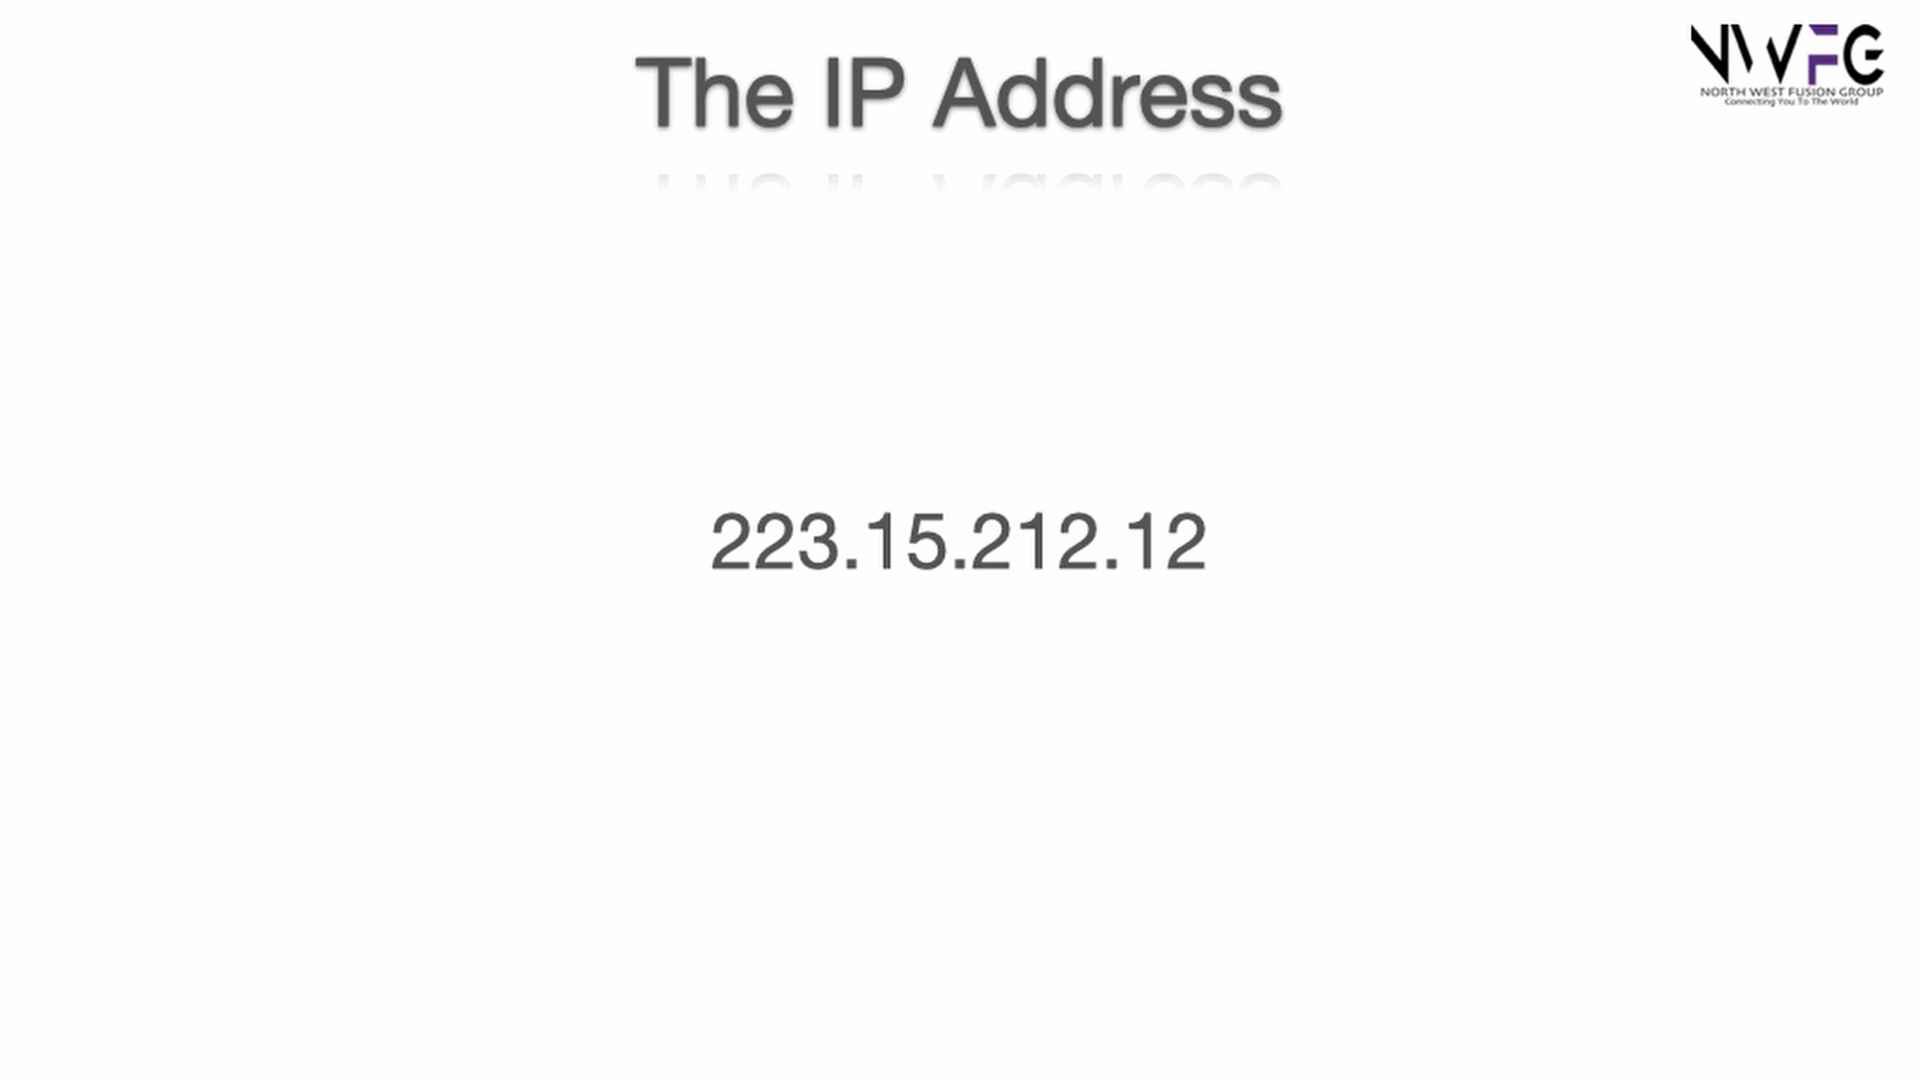 The IP Address
NWFG
NORTH WEST FUSION GROUP
Connecting You To The World
223.15.212.12